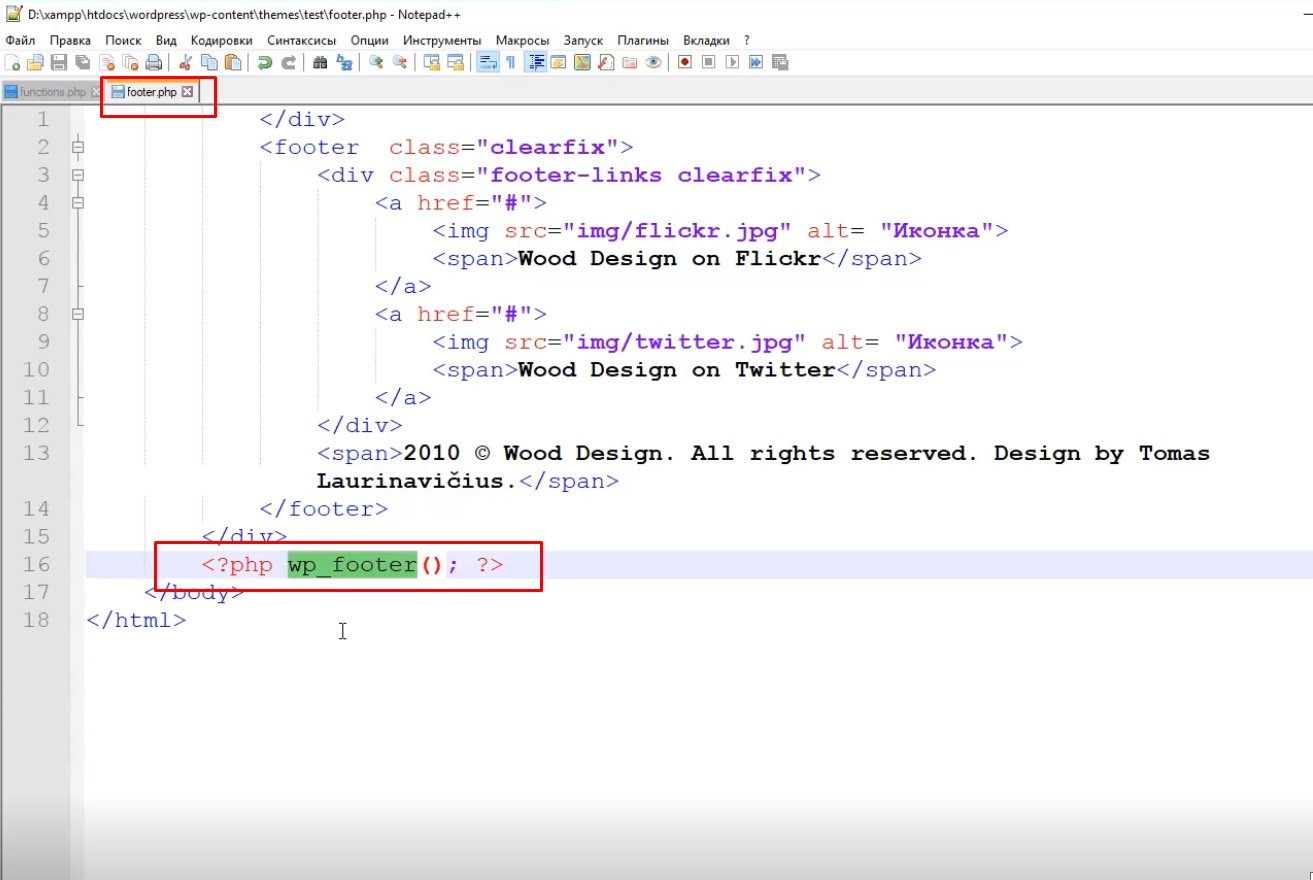 D:\xampp\htdocs\wordpress\wp-content\themes\test\footer.php - Notepad++
Файл Правка Поиск Вид Кодировки Синтаксисы Опции Инструменты Макросы Запуск Плагины Вкладки ?
functions.php footer.php
1 </div>
2 <footer  class="clearfix">
3 <div class="footer-links clearfix">
4 <a href="#">
5 <img src="img/flickr.jpg" alt= "Иконка">
6 <span>Wood Design on Flickr</span>
7 </a>
8 <a href="#">
9 <img src="img/twitter.jpg" alt= "Иконка">
10 <span>Wood Design on Twitter</span>
11 </a>
12 </div>
13 <span>2010 © Wood Design. All rights reserved. Design by Tomas
Laurinavičius.</span>
14 </footer>
15 </div>
16 <?php wp_footer(); ?>
17 </body>
18 </html>